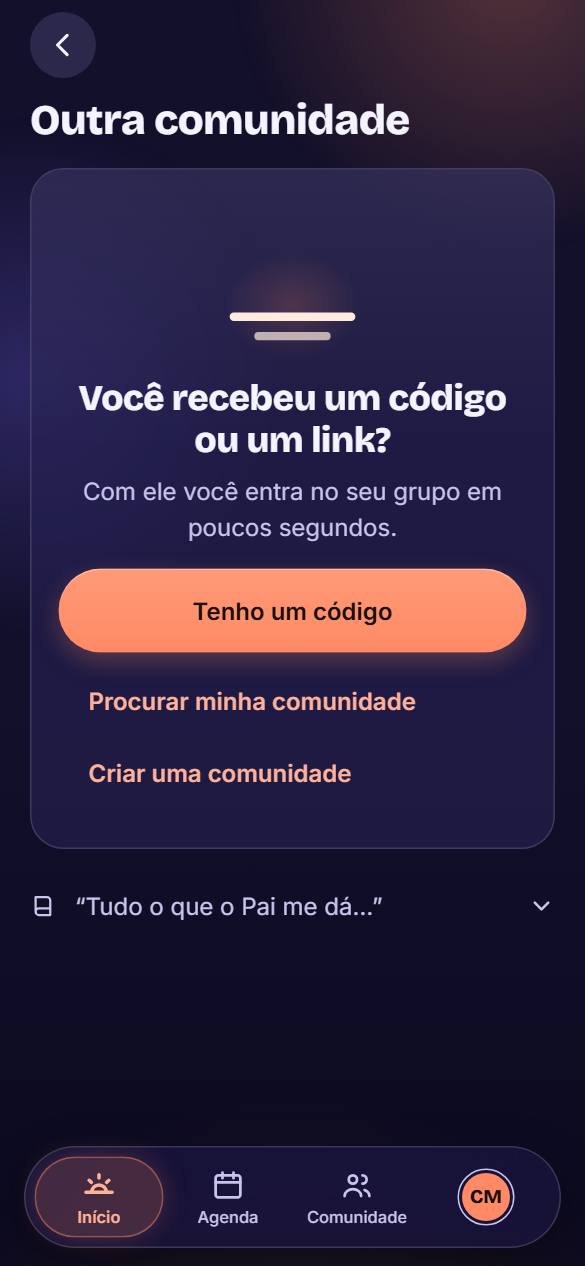 Outra comunidade
Você recebeu um código
ou um link?
Com ele você entra no seu grupo em
poucos segundos.
Tenho um código
Procurar minha comunidade
Criar uma comunidade
“Tudo o que o Pai me dá...”
Início
Agenda
Comunidade
CM